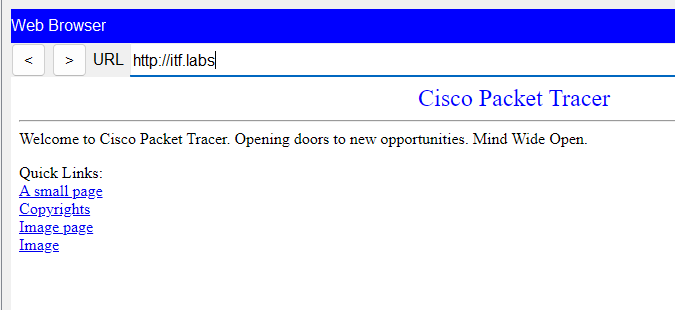 Web Browser
< > URL http://itf.labs
Cisco Packet Tracer
Welcome to Cisco Packet Tracer. Opening doors to new opportunities. Mind Wide Open.
Quick Links:
A small page
Copyrights
Image page
Image